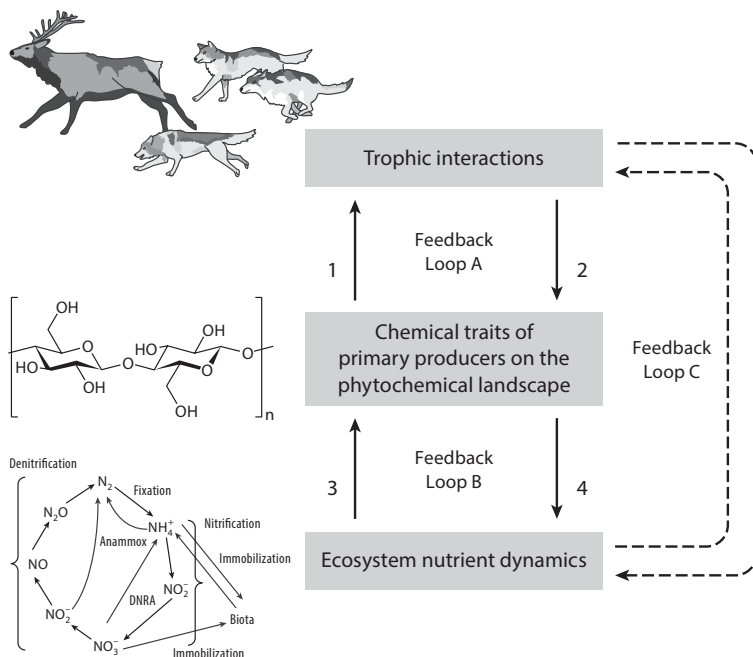 Trophic interactions
1
Feedback
Loop A
2
Chemical traits of
primary producers on the
phytochemical landscape
Feedback
Loop C
3
Feedback
Loop B
4
Ecosystem nutrient dynamics
OH
O
HO
OH
O
HO
OH
O
O
OH
n
Denitrification
N₂
Fixation
N₂O
NH₄⁺
Nitrification
Anammox
Immobilization
NO
DNRA
NO₂⁻
NO₂⁻
Biota
NO₃⁻
Immobilization